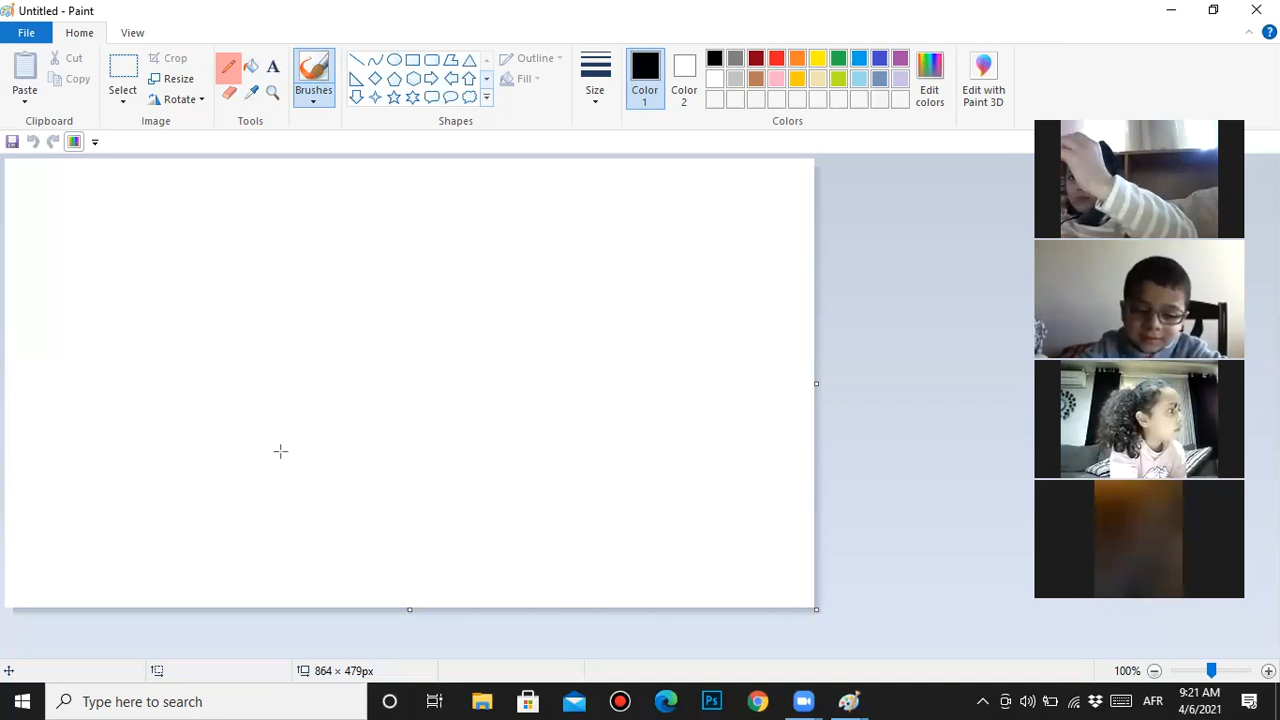 Untitled - Paint
File
Home
View
Paste
Cut
Copy
Clipboard
Select
Crop
Resize
Rotate
Image
A
Tools
Brushes
Outline
Fill
Shapes
Size
Color 1
Color 2
Edit colors
Colors
Edit with Paint 3D
864 × 479px
100%
Type here to search
Ps
AFR
9:21 AM
4/6/2021